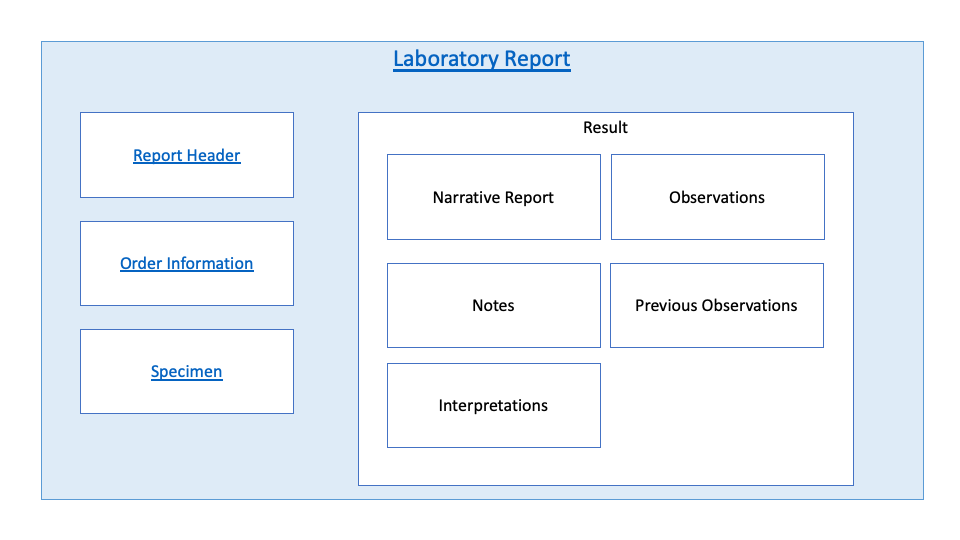 Laboratory Report
Report Header
Order Information
Specimen
Result
Narrative Report
Observations
Notes
Previous Observations
Interpretations